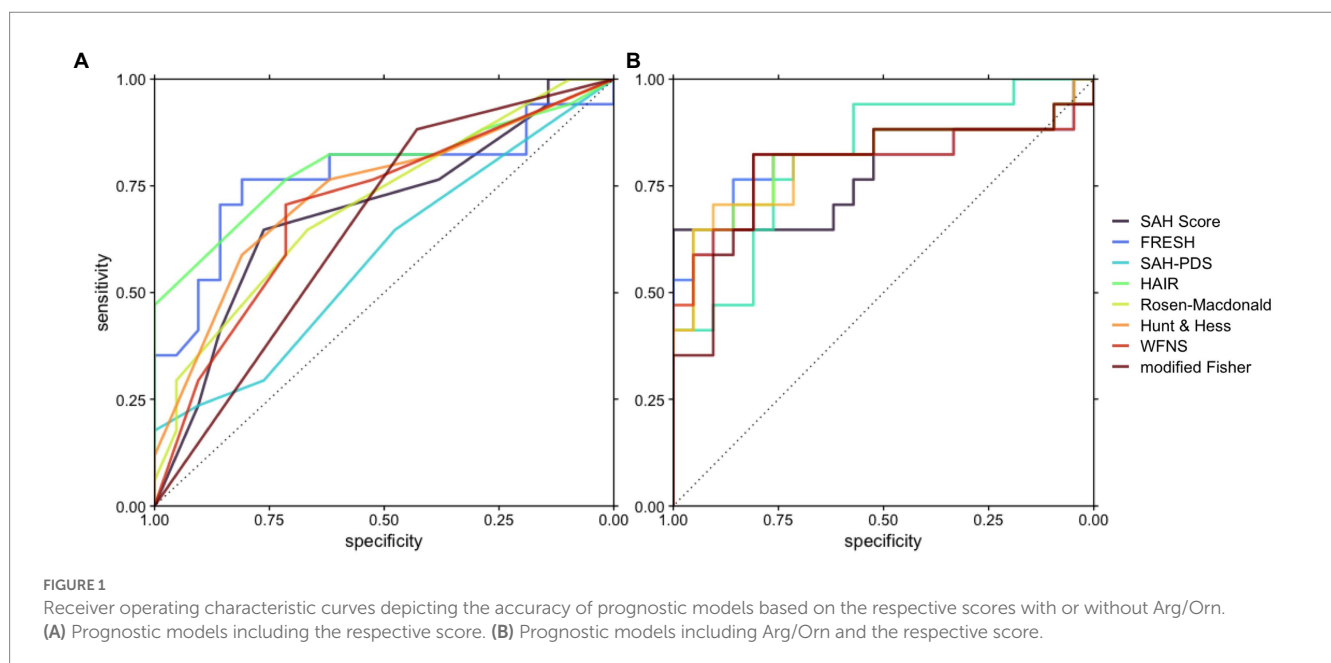 A
B
1.00
0.75
0.50
0.25
0.00
sensitivity
1.00
0.75
0.50
0.25
0.00
specificity
1.00
0.75
0.50
0.25
0.00
1.00
0.75
0.50
0.25
0.00
specificity
SAH Score
FRESH
SAH-PDS
HAIR
Rosen-Macdonald
Hunt & Hess
WFNS
modified Fisher
FIGURE 1
Receiver operating characteristic curves depicting the accuracy of prognostic models based on the respective scores with or without Arg/Orn.
(A) Prognostic models including the respective score. (B) Prognostic models including Arg/Orn and the respective score.